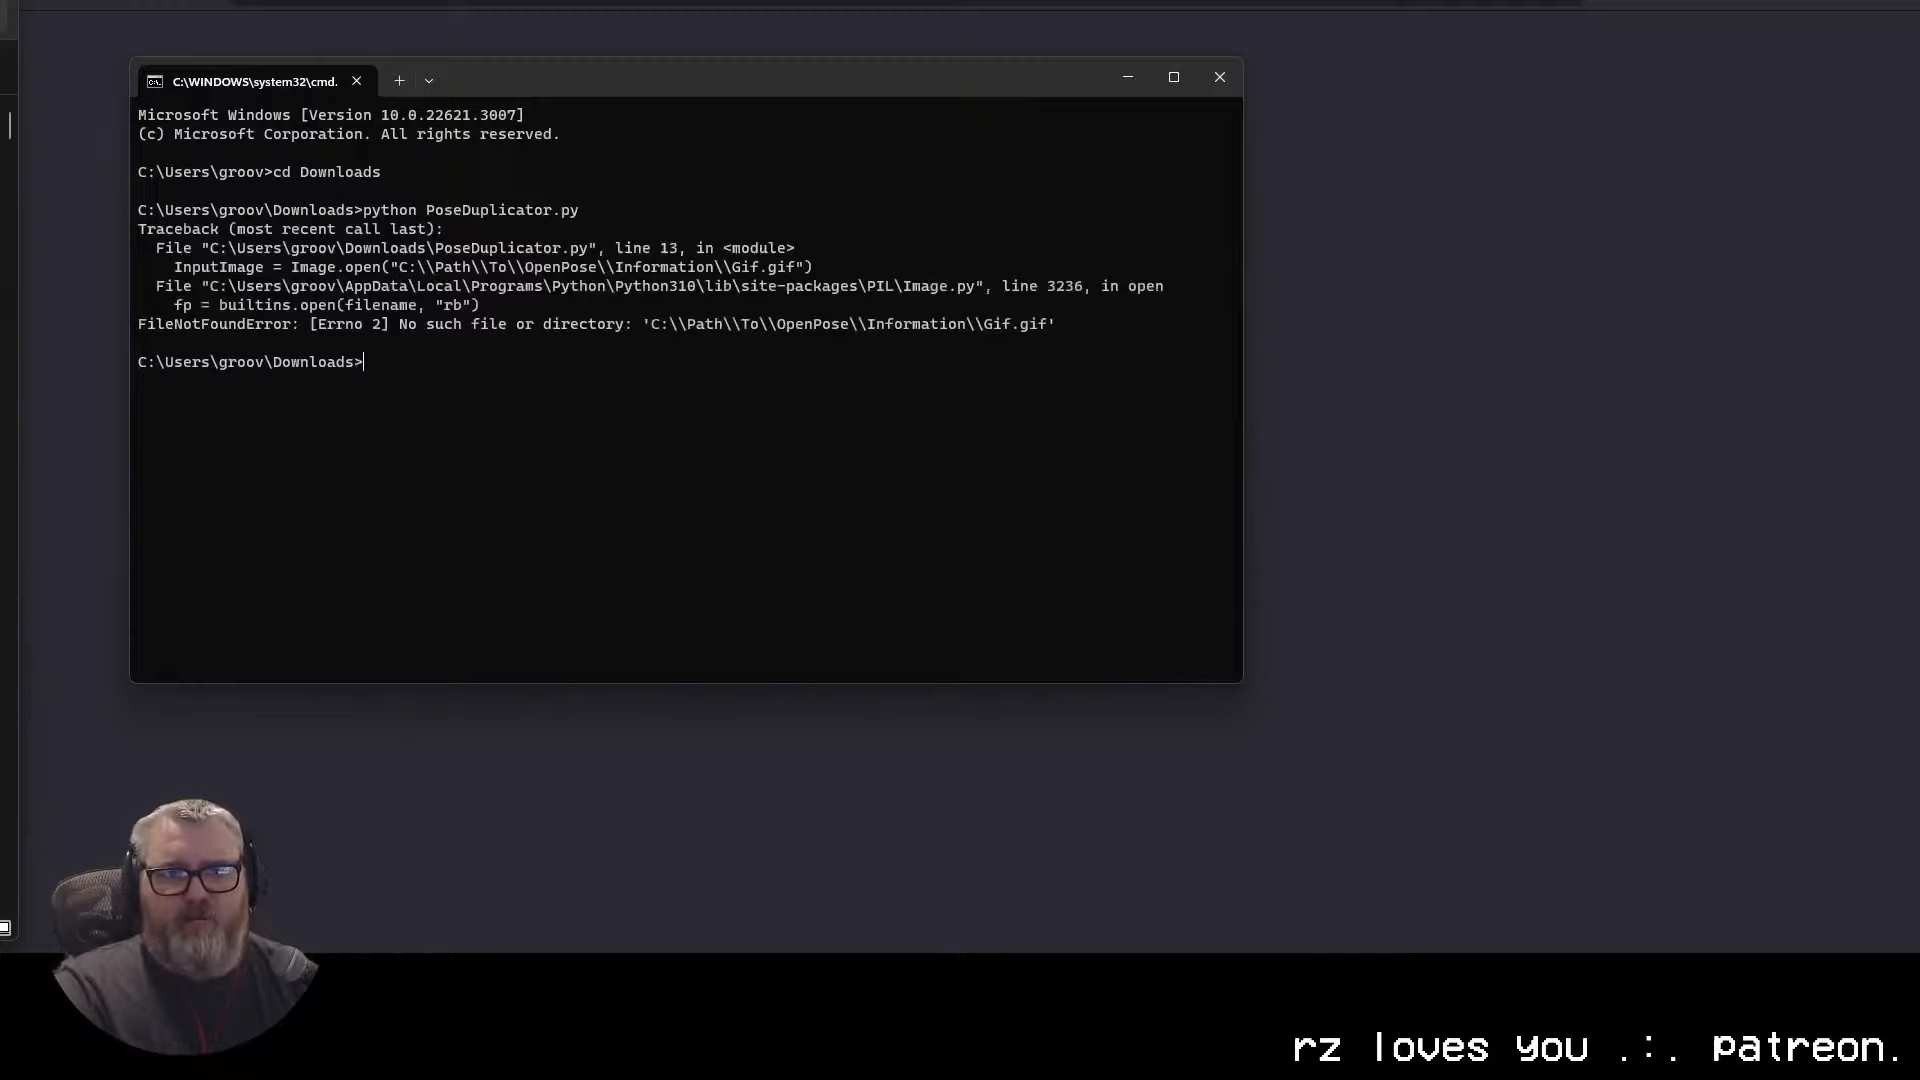 C:\WINDOWS\system32\cmd.
Microsoft Windows [Version 10.0.22621.3007]
(c) Microsoft Corporation. All rights reserved.
C:\Users\groov>cd Downloads
C:\Users\groov\Downloads>python PoseDuplicator.py
Traceback (most recent call last):
File "C:\Users\groov\Downloads\PoseDuplicator.py", line 13, in <module>
InputImage = Image.open("C:\\Path\\To\\OpenPose\\Information\\Gif.gif")
File "C:\Users\groov\AppData\Local\Programs\Python\Python310\lib\site-packages\PIL\Image.py", line 3236, in open
fp = builtins.open(filename, "rb")
FileNotFoundError: [Errno 2] No such file or directory: 'C:\\Path\\To\\OpenPose\\Information\\Gif.gif'
C:\Users\groov\Downloads>
rz loves you .:. patreon.